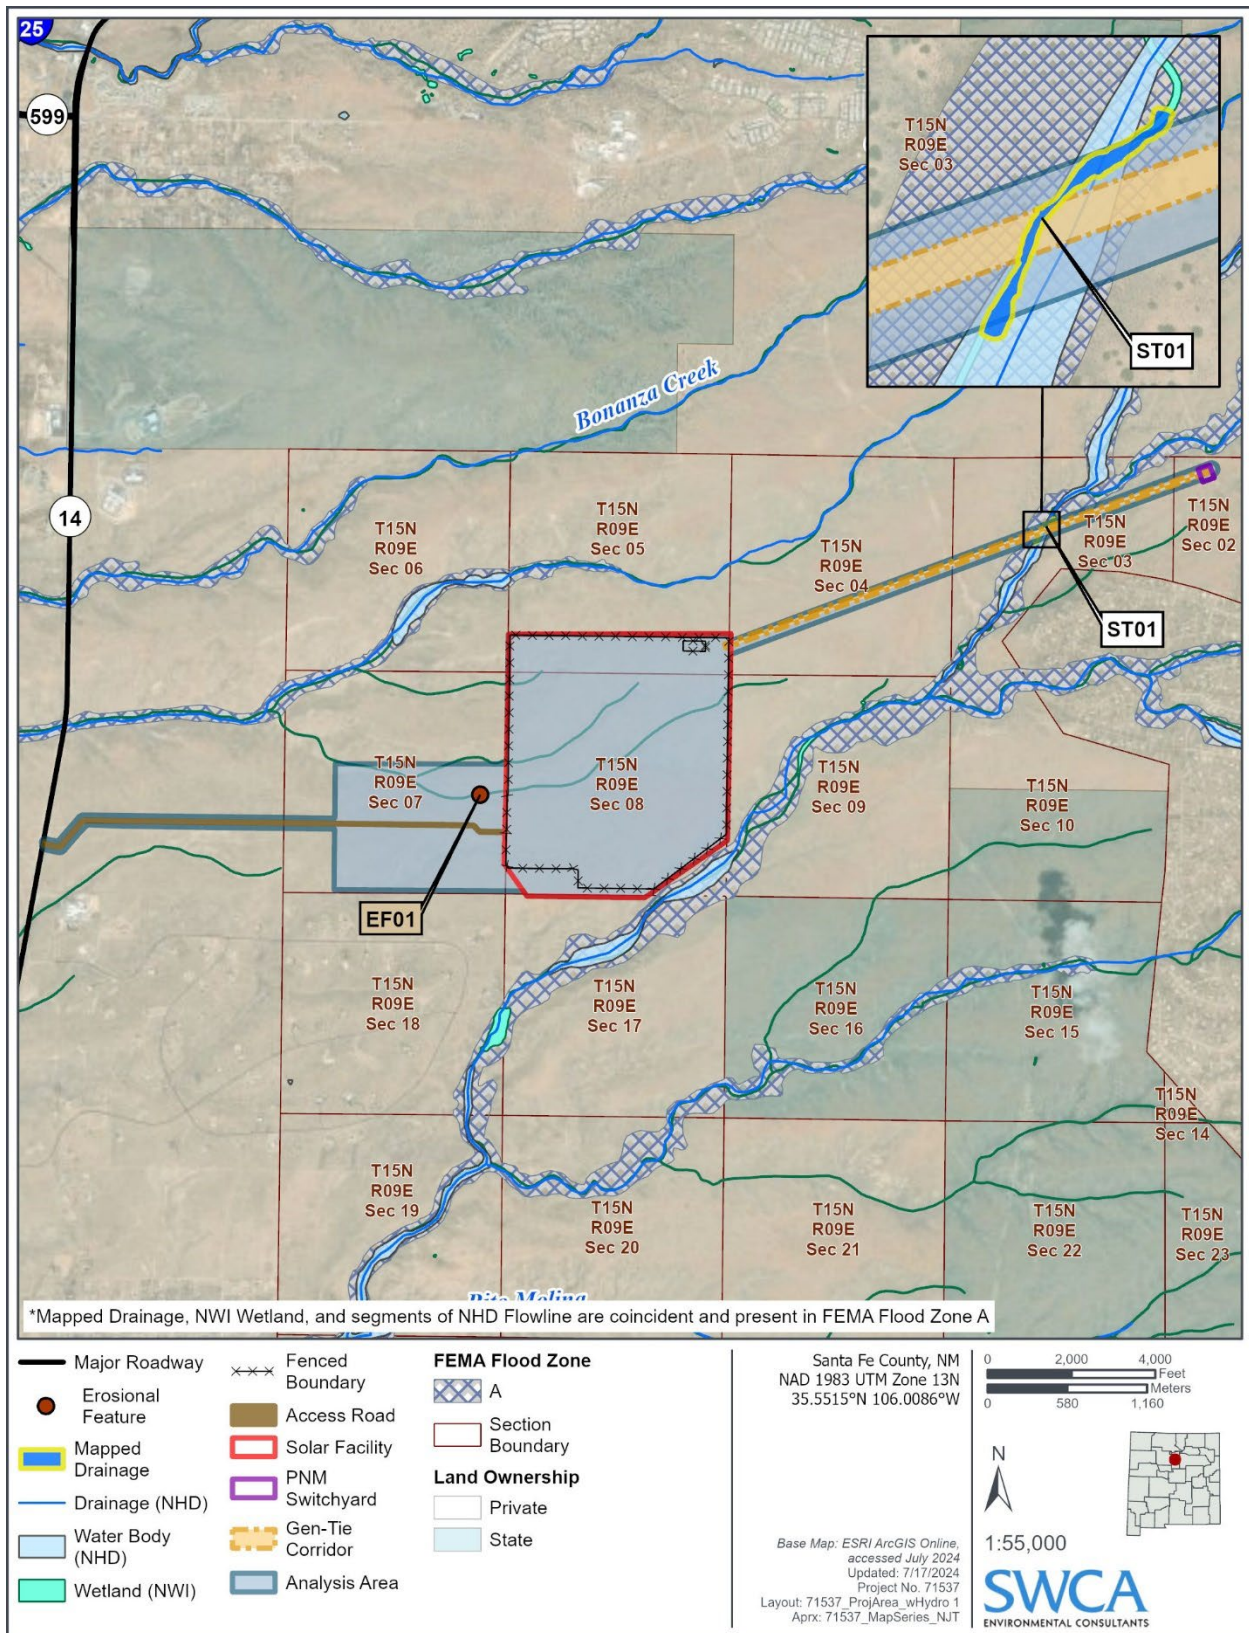 25
599
14
T15N
R09E
Sec 03
ST01
Bonanza Creek
T15N
R09E
Sec 06
T15N
R09E
Sec 05
T15N
R09E
Sec 04
T15N
R09E
Sec 03
T15N
R09E
Sec 02
ST01
T15N
R09E
Sec 07
T15N
R09E
Sec 08
T15N
R09E
Sec 09
T15N
R09E
Sec 10
EF01
T15N
R09E
Sec 18
T15N
R09E
Sec 17
T15N
R09E
Sec 16
T15N
R09E
Sec 15
T15N
R09E
Sec 14
T15N
R09E
Sec 19
T15N
R09E
Sec 20
T15N
R09E
Sec 21
T15N
R09E
Sec 22
T15N
R09E
Sec 23
*Mapped Drainage, NWI Wetland, and segments of NHD Flowline are coincident and present in FEMA Flood Zone A
Major Roadway
Erosional
Feature
Mapped
Drainage
Drainage (NHD)
Water Body
(NHD)
Wetland (NWI)
Fenced
Boundary
Access Road
Solar Facility
PNM
Switchyard
Gen-Tie
Corridor
Analysis Area
FEMA Flood Zone
A
Section
Boundary
Land Ownership
Private
State
Santa Fe County, NM
NAD 1983 UTM Zone 13N
35.5515°N 106.0086°W
Base Map: ESRI ArcGIS Online,
accessed July 2024
Updated: 7/17/2024
Project No. 71537
Layout: 71537_ProjArea_wHydro 1
Aprx: 71537_MapSeries_NJT
0 2,000 4,000
Feet
Meters
0 580 1,160
N
1:55,000
SWCA
ENVIRONMENTAL CONSULTANTS